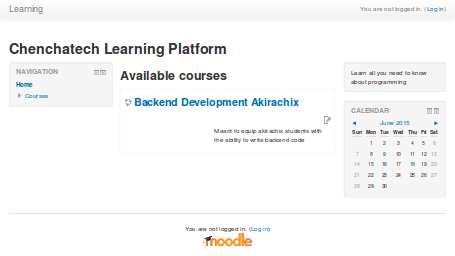 Learning
You are not logged in. (Log in)
Chenchatech Learning Platform
NAVIGATION
Home
Courses
Available courses
Backend Development Akirachix
Meant to equip akirachix students with
the ability to write backend code
Learn all you need to know
about programming
CALENDAR
◄ June 2015 ►
Sun Mon Tue Wed Thu Fri Sat
1 2 3 4 5 6
7 8 9 10 11 12 13
14 15 16 17 18 19 20
21 22 23 24 25 26 27
28 29 30
You are not logged in. (Log in)
moodle